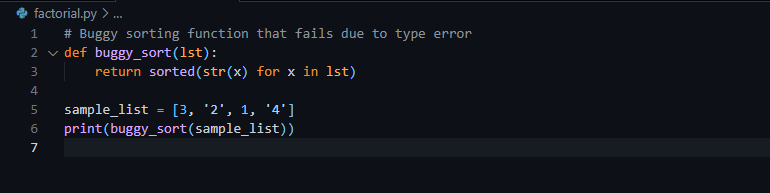 factorial.py > ...
1 # Buggy sorting function that fails due to type error
2 def buggy_sort(lst):
3     return sorted(str(x) for x in lst)
4
5 sample_list = [3, '2', 1, '4']
6 print(buggy_sort(sample_list))
7